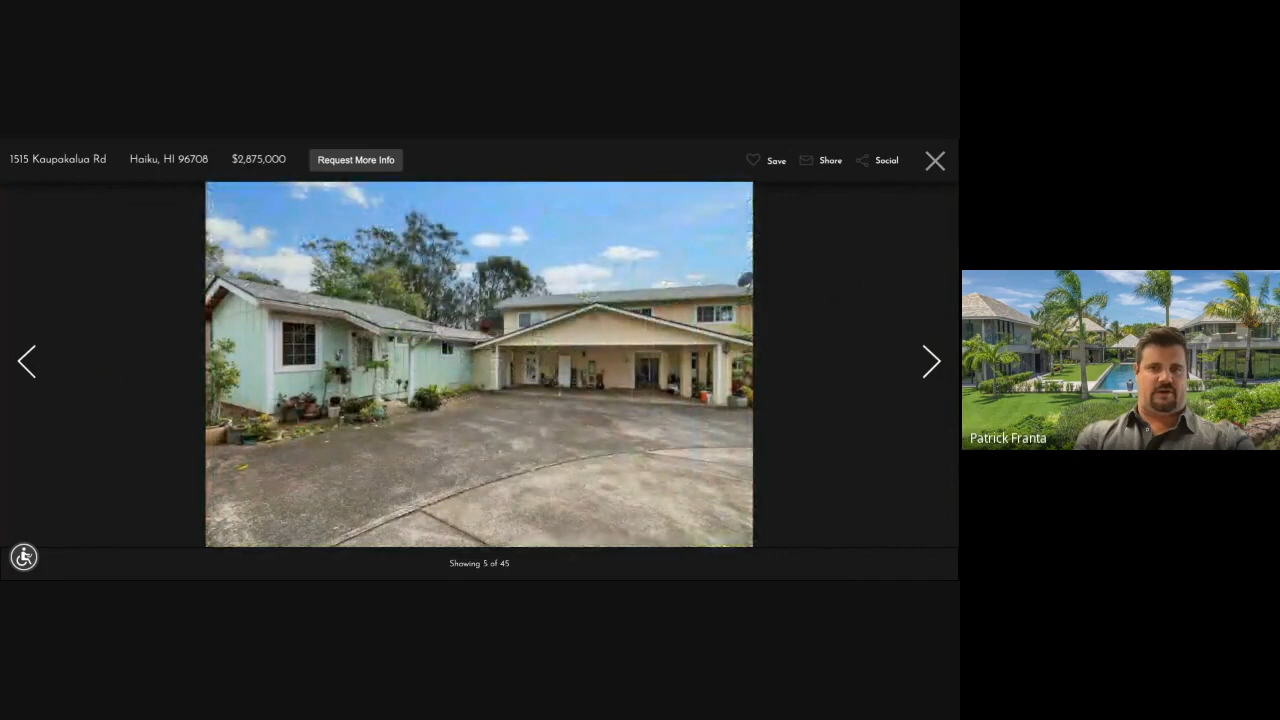 1515 Kaupakalua Rd Haiku, HI 96708 $2,875,000 Request More Info Save Share Social
Patrick Franta
Showing 5 of 45